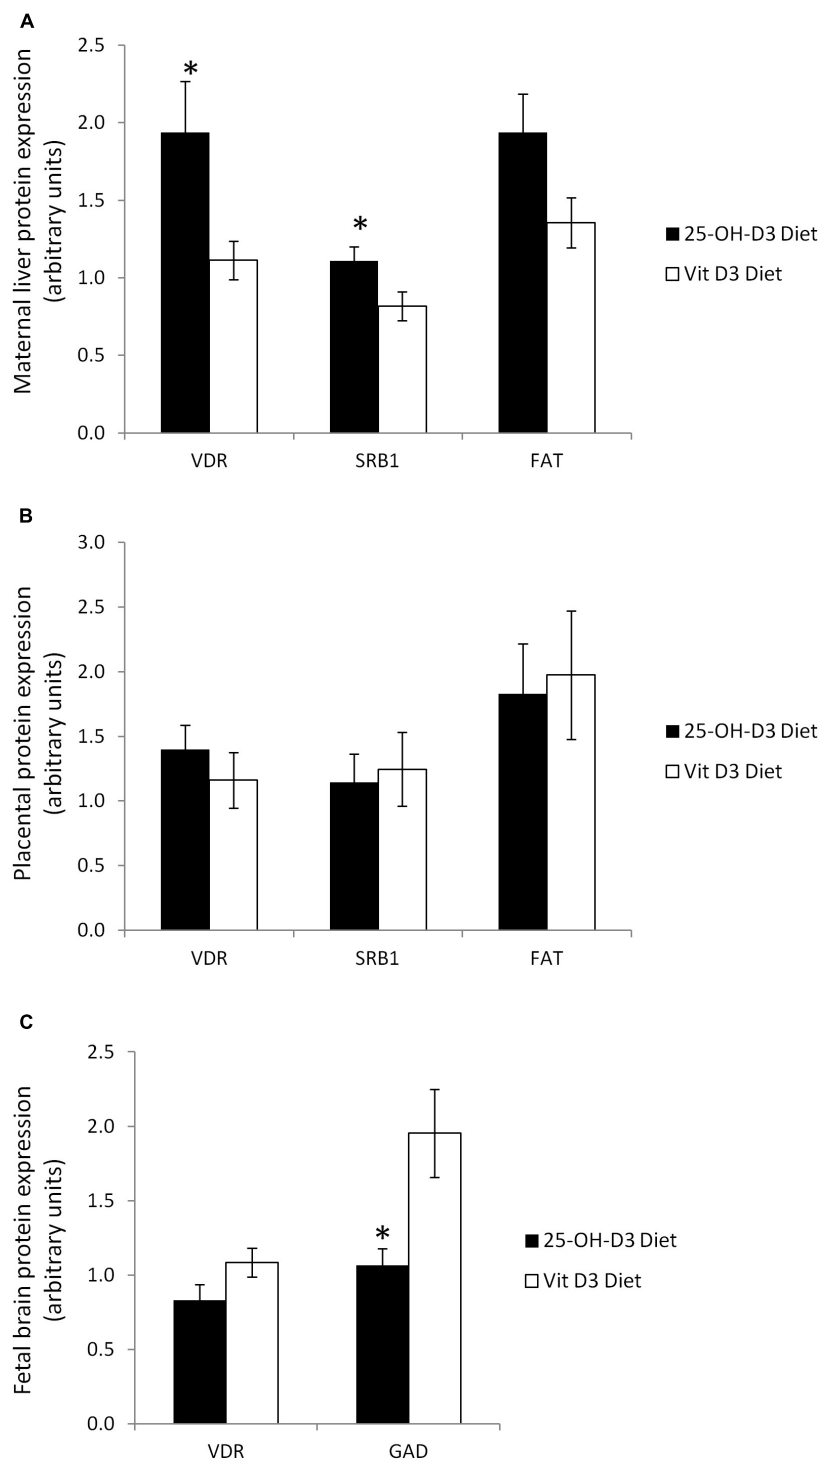 A
Maternal liver protein expression
(arbitrary units)
2.5
2.0
1.5
1.0
0.5
0.0
*
*
VDR
SRB1
FAT
25-OH-D3 Diet
Vit D3 Diet
B
Placental protein expression
(arbitrary units)
3.0
2.5
2.0
1.5
1.0
0.5
0.0
VDR
SRB1
FAT
25-OH-D3 Diet
Vit D3 Diet
C
Fetal brain protein expression
(arbitrary units)
2.5
2.0
1.5
1.0
0.5
0.0
*
VDR
GAD
25-OH-D3 Diet
Vit D3 Diet